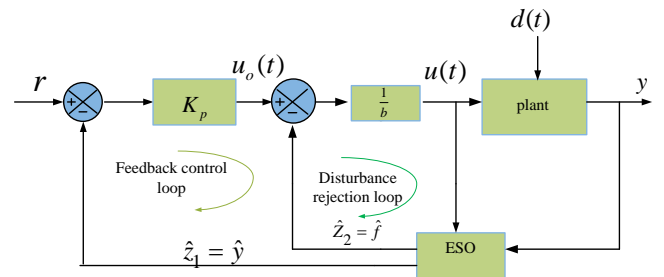 d(t)
r
+
−
K_p
u_o(t)
+
−
1/b
u(t)
plant
y
Feedback control
loop
Disturbance
rejection loop
Ẑ_2 = f̂
ESO
ẑ_1 = ŷ